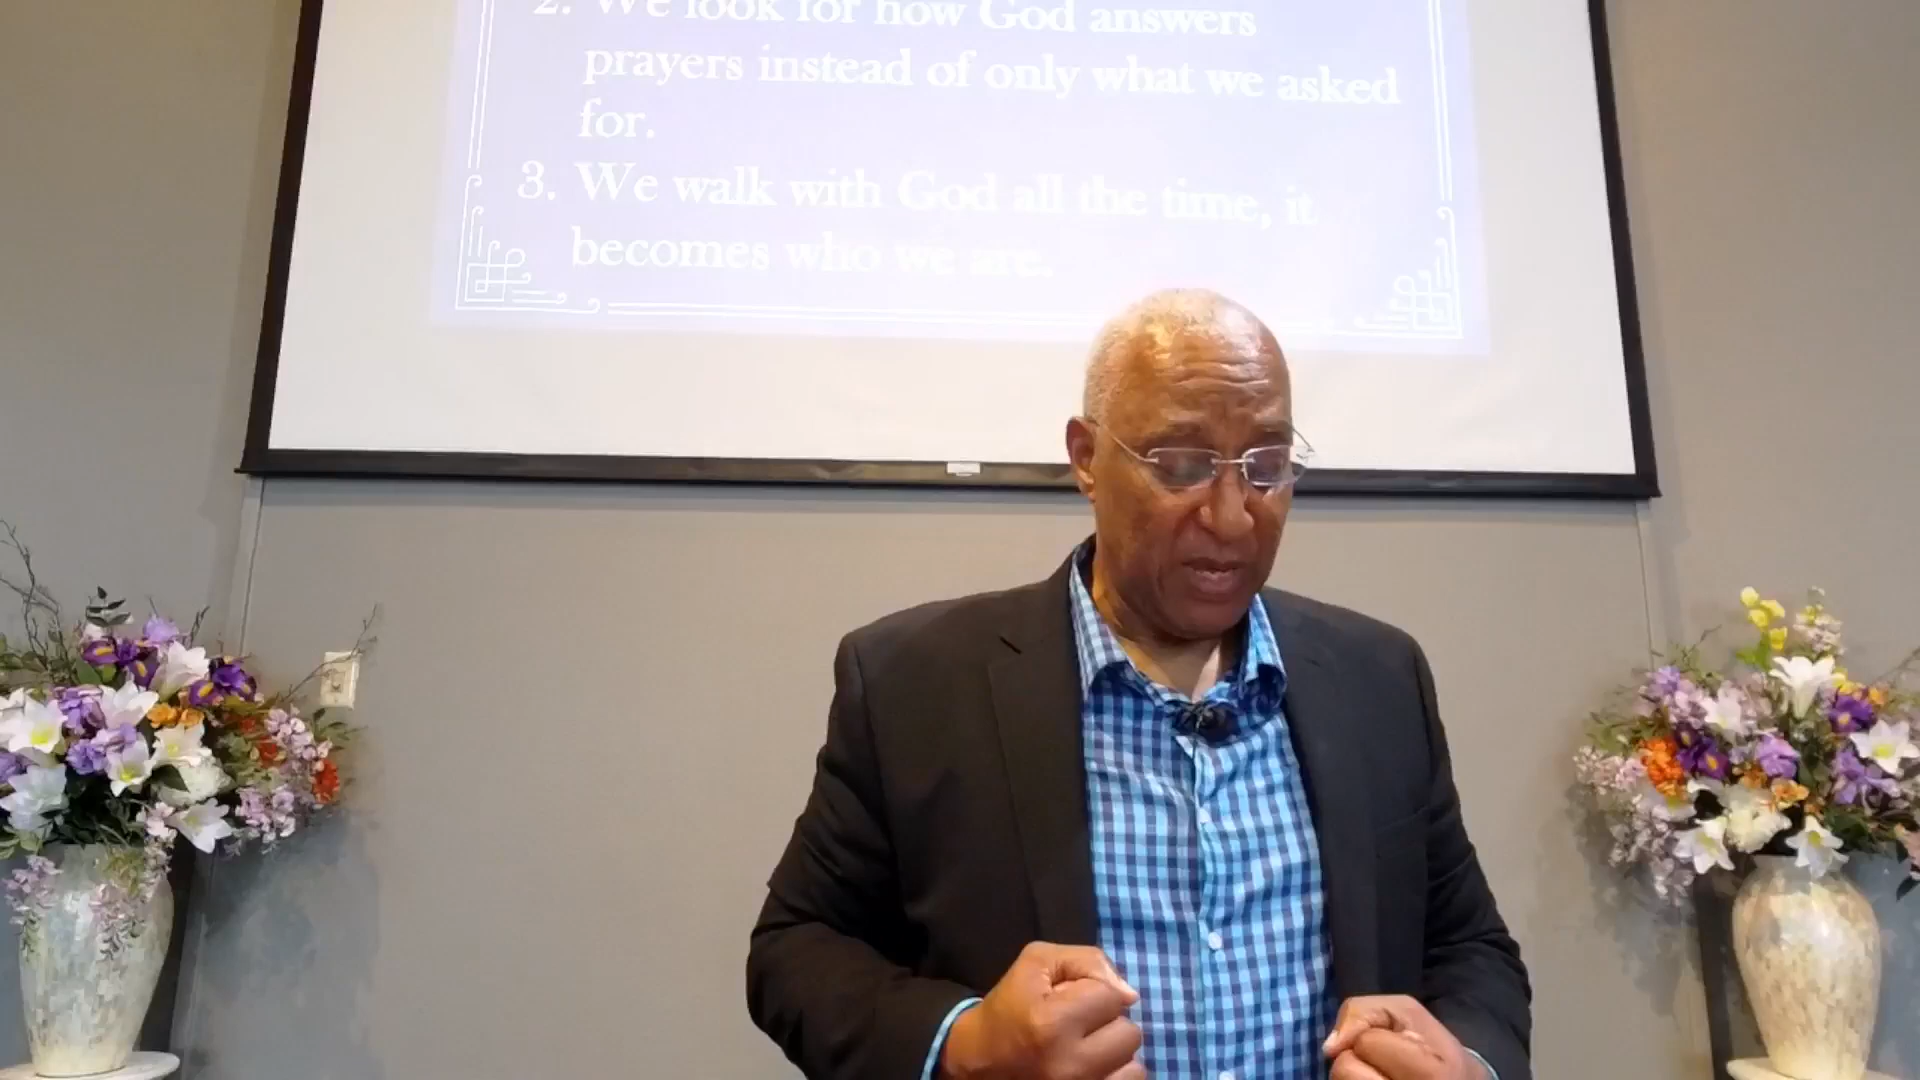 2. We look for how God answers
prayers instead of only what we asked
for.
3. We walk with God all the time, it
becomes who we are.